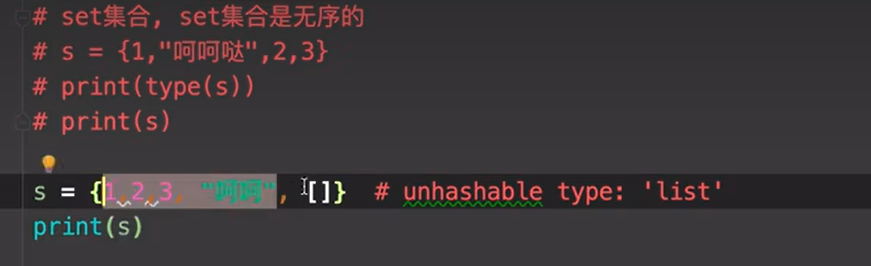 # set集合, set集合是无序的
# s = {1,"呵呵哒",2,3}
# print(type(s))
# print(s)
s = {1,2,3, "呵呵", []}  # unhashable type: 'list'
print(s)